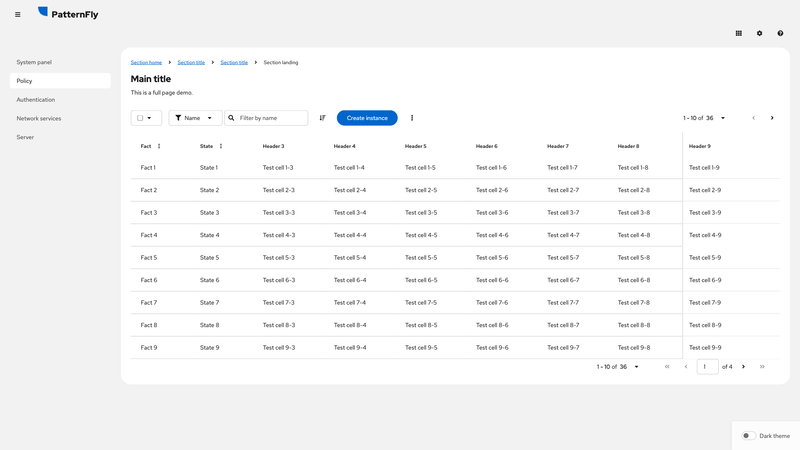 PatternFly
System panel
Policy
Authentication
Network services
Server
Section home > Section title > Section title > Section landing
Main title
This is a full page demo.
Name Filter by name Create instance 1 - 10 of 36
Fact State Header 3 Header 4 Header 5 Header 6 Header 7 Header 8 Header 9
Fact 1 State 1 Test cell 1-3 Test cell 1-4 Test cell 1-5 Test cell 1-6 Test cell 1-7 Test cell 1-8 Test cell 1-9
Fact 2 State 2 Test cell 2-3 Test cell 2-4 Test cell 2-5 Test cell 2-6 Test cell 2-7 Test cell 2-8 Test cell 2-9
Fact 3 State 3 Test cell 3-3 Test cell 3-4 Test cell 3-5 Test cell 3-6 Test cell 3-7 Test cell 3-8 Test cell 3-9
Fact 4 State 4 Test cell 4-3 Test cell 4-4 Test cell 4-5 Test cell 4-6 Test cell 4-7 Test cell 4-8 Test cell 4-9
Fact 5 State 5 Test cell 5-3 Test cell 5-4 Test cell 5-5 Test cell 5-6 Test cell 5-7 Test cell 5-8 Test cell 5-9
Fact 6 State 6 Test cell 6-3 Test cell 6-4 Test cell 6-5 Test cell 6-6 Test cell 6-7 Test cell 6-8 Test cell 6-9
Fact 7 State 7 Test cell 7-3 Test cell 7-4 Test cell 7-5 Test cell 7-6 Test cell 7-7 Test cell 7-8 Test cell 7-9
Fact 8 State 8 Test cell 8-3 Test cell 8-4 Test cell 8-5 Test cell 8-6 Test cell 8-7 Test cell 8-8 Test cell 8-9
Fact 9 State 9 Test cell 9-3 Test cell 9-4 Test cell 9-5 Test cell 9-6 Test cell 9-7 Test cell 9-8 Test cell 9-9
1 - 10 of 36 1 of 4
Dark theme